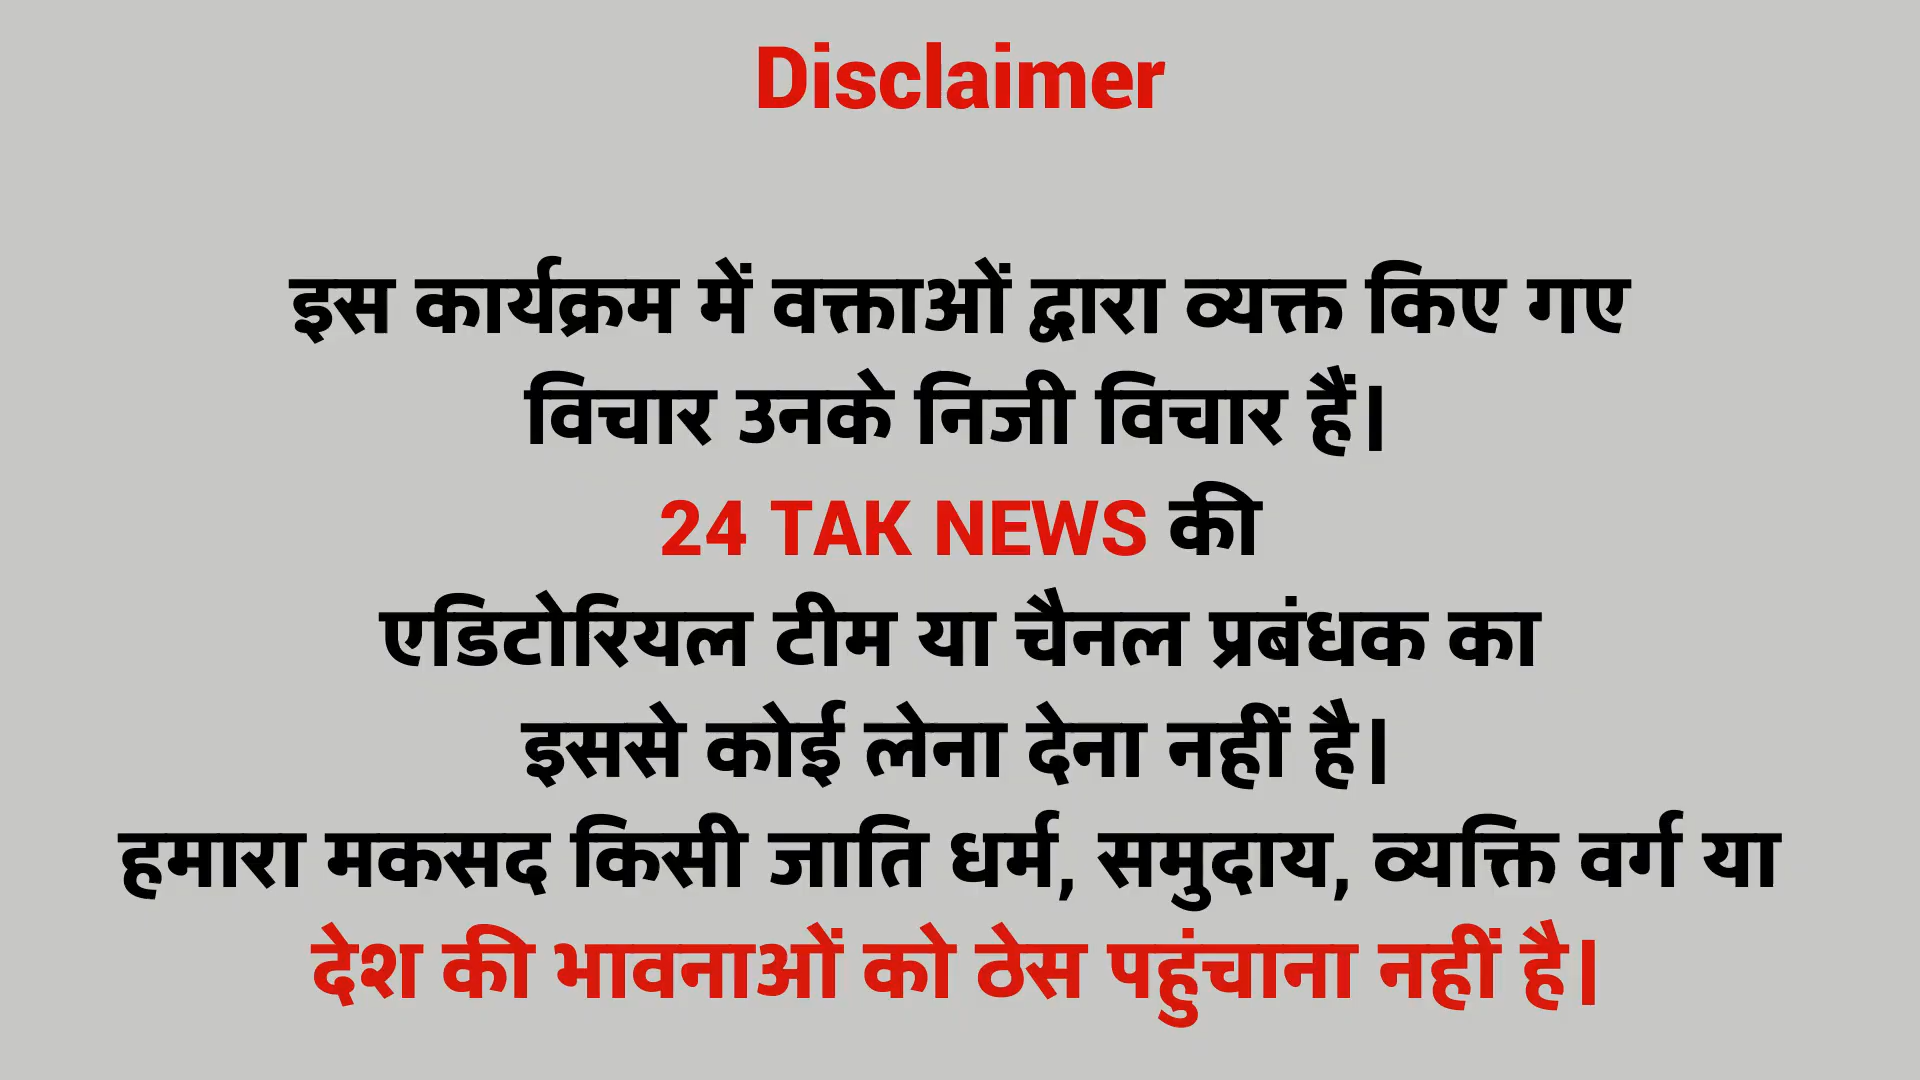 Disclaimer
इस कार्यक्रम में वक्ताओं द्वारा व्यक्त किए गए
विचार उनके निजी विचार हैं।
24 TAK NEWS की
एडिटोरियल टीम या चैनल प्रबंधक का
इससे कोई लेना देना नहीं है।
हमारा मकसद किसी जाति धर्म, समुदाय, व्यक्ति वर्ग या
देश की भावनाओं को ठेस पहुंचाना नहीं है।